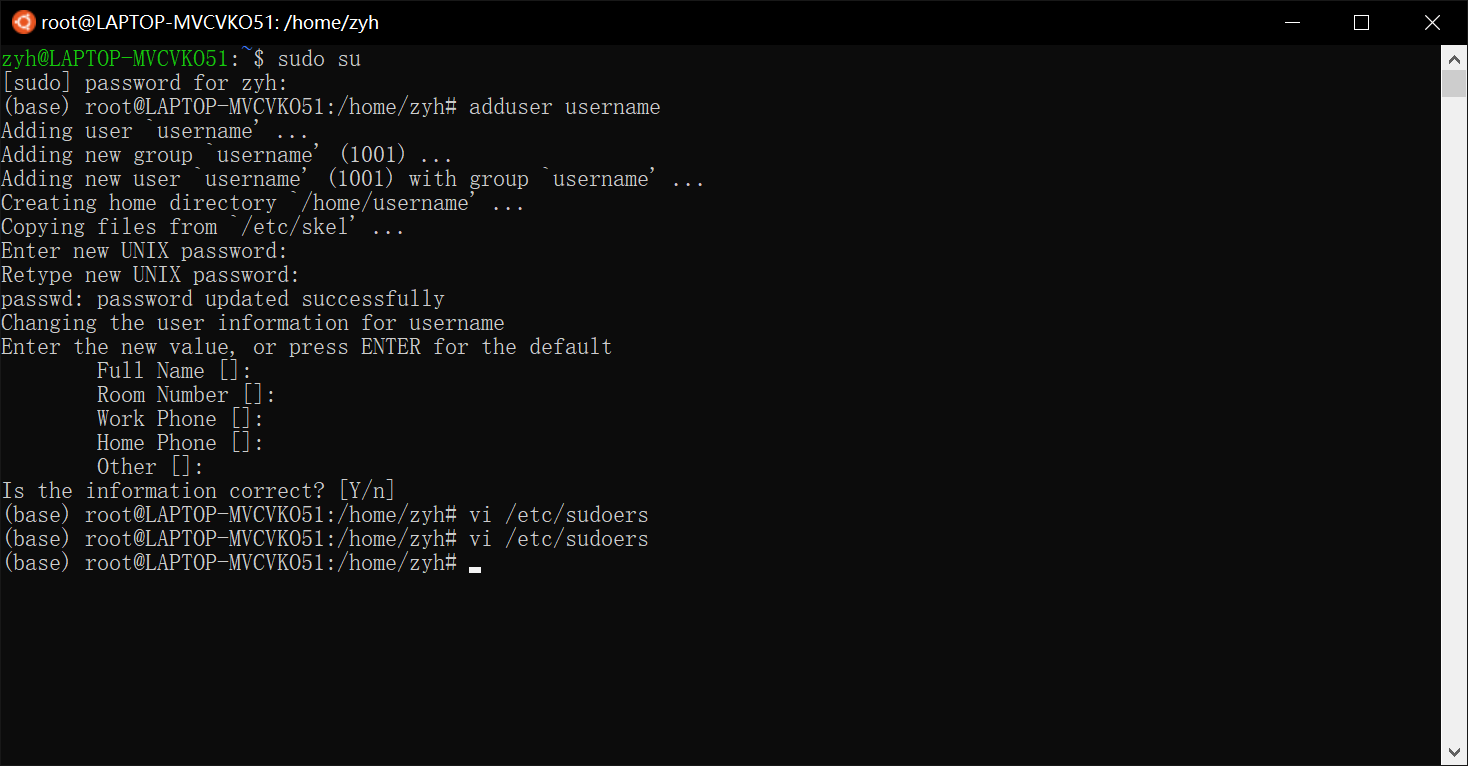 root@LAPTOP-MVCVKO51: /home/zyh
zyh@LAPTOP-MVCVKO51:~$ sudo su
[sudo] password for zyh:
(base) root@LAPTOP-MVCVKO51:/home/zyh# adduser username
Adding user `username' ...
Adding new group `username' (1001) ...
Adding new user `username' (1001) with group `username' ...
Creating home directory `/home/username' ...
Copying files from `/etc/skel' ...
Enter new UNIX password:
Retype new UNIX password:
passwd: password updated successfully
Changing the user information for username
Enter the new value, or press ENTER for the default
        Full Name []:
        Room Number []:
        Work Phone []:
        Home Phone []:
        Other []:
Is the information correct? [Y/n]
(base) root@LAPTOP-MVCVKO51:/home/zyh# vi /etc/sudoers
(base) root@LAPTOP-MVCVKO51:/home/zyh# vi /etc/sudoers
(base) root@LAPTOP-MVCVKO51:/home/zyh#